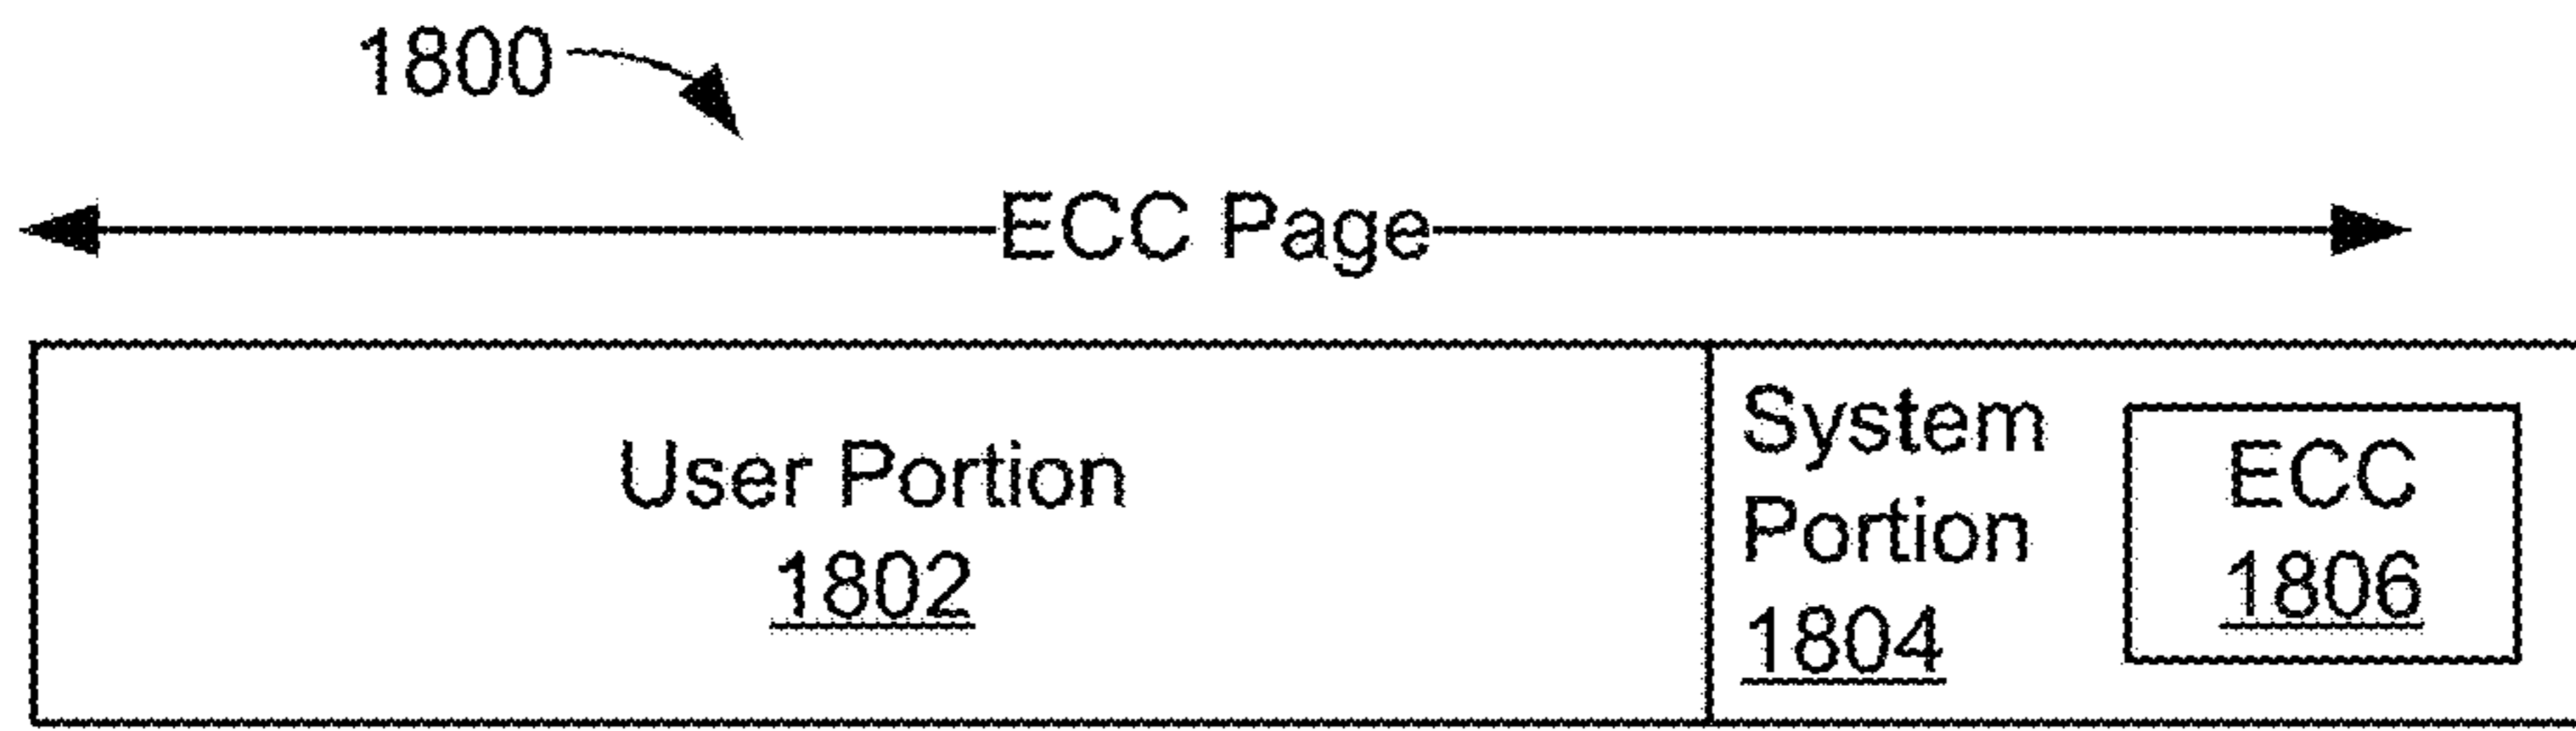 1800
ECC Page
User Portion
1802
System
Portion
1804
ECC
1806